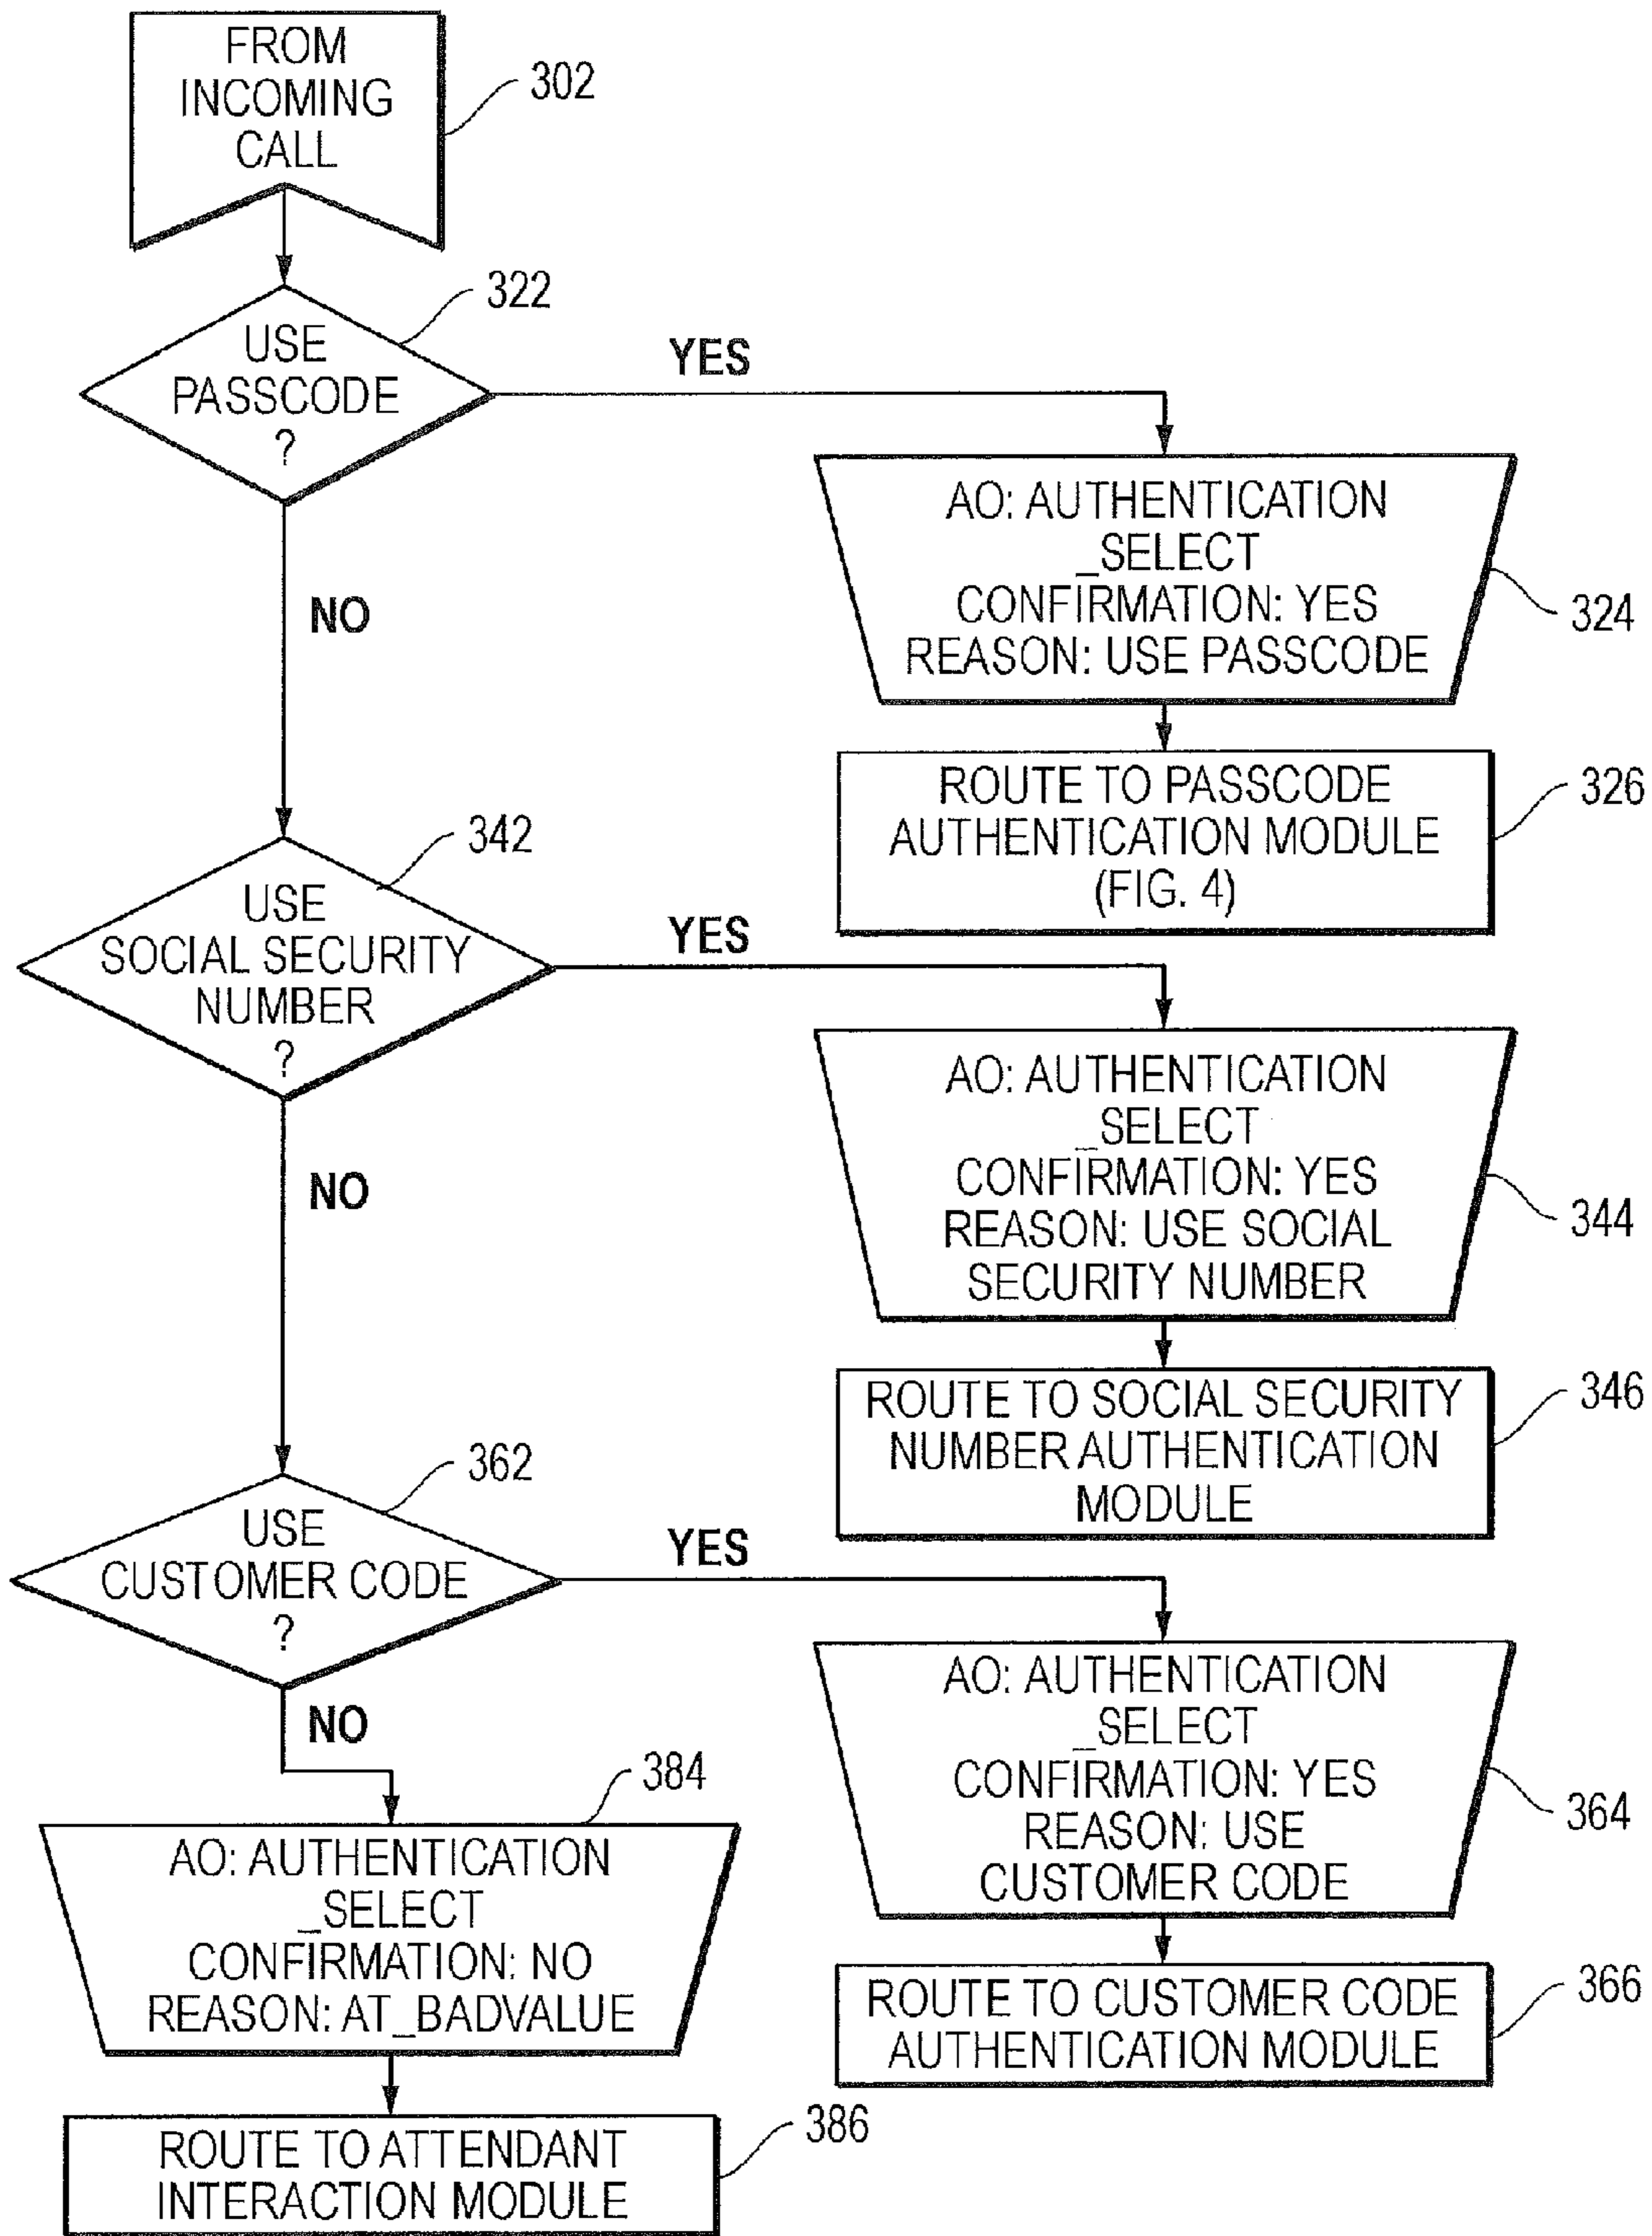 FROM
INCOMING
CALL
302
322
USE
PASSCODE
?
YES
NO
AO: AUTHENTICATION
_SELECT
CONFIRMATION: YES
REASON: USE PASSCODE
324
ROUTE TO PASSCODE
AUTHENTICATION MODULE
(FIG. 4)
326
342
USE
SOCIAL SECURITY
NUMBER
?
YES
NO
AO: AUTHENTICATION
_SELECT
CONFIRMATION: YES
REASON: USE SOCIAL
SECURITY NUMBER
344
ROUTE TO SOCIAL SECURITY
NUMBER AUTHENTICATION
MODULE
346
362
USE
CUSTOMER CODE
?
YES
NO
AO: AUTHENTICATION
_SELECT
CONFIRMATION: YES
REASON: USE
CUSTOMER CODE
364
ROUTE TO CUSTOMER CODE
AUTHENTICATION MODULE
366
384
AO: AUTHENTICATION
_SELECT
CONFIRMATION: NO
REASON: AT_BADVALUE
ROUTE TO ATTENDANT
INTERACTION MODULE
386